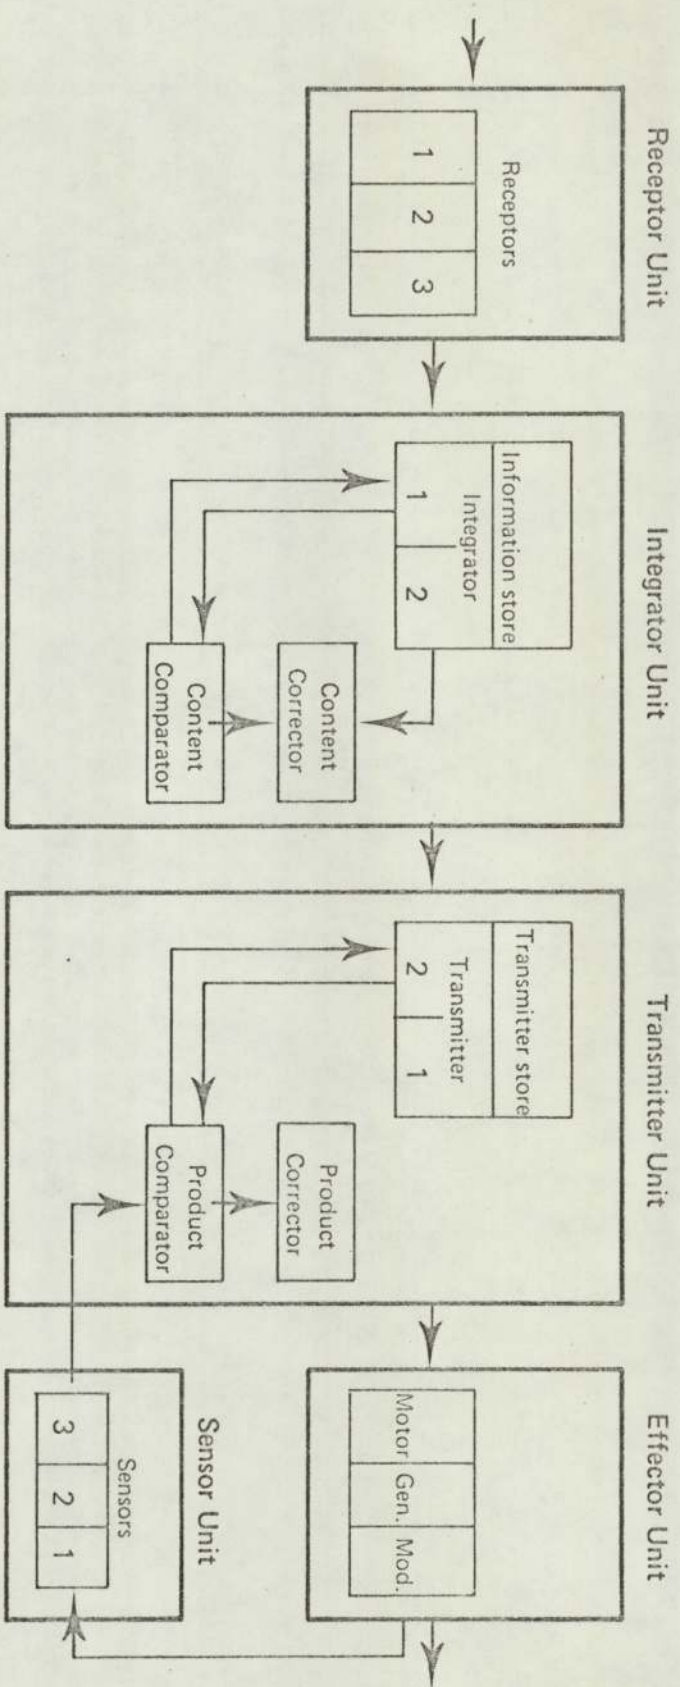 Receptor Unit
Receptors
1 2 3
Integrator Unit
Information store
Integrator
1 2
Content
Corrector
Content
Comparator
Transmitter Unit
Transmitter store
Transmitter
2 1
Product
Corrector
Product
Comparator
Effector Unit
Motor Gen. Mod.
Sensor Unit
Sensors
3 2 1